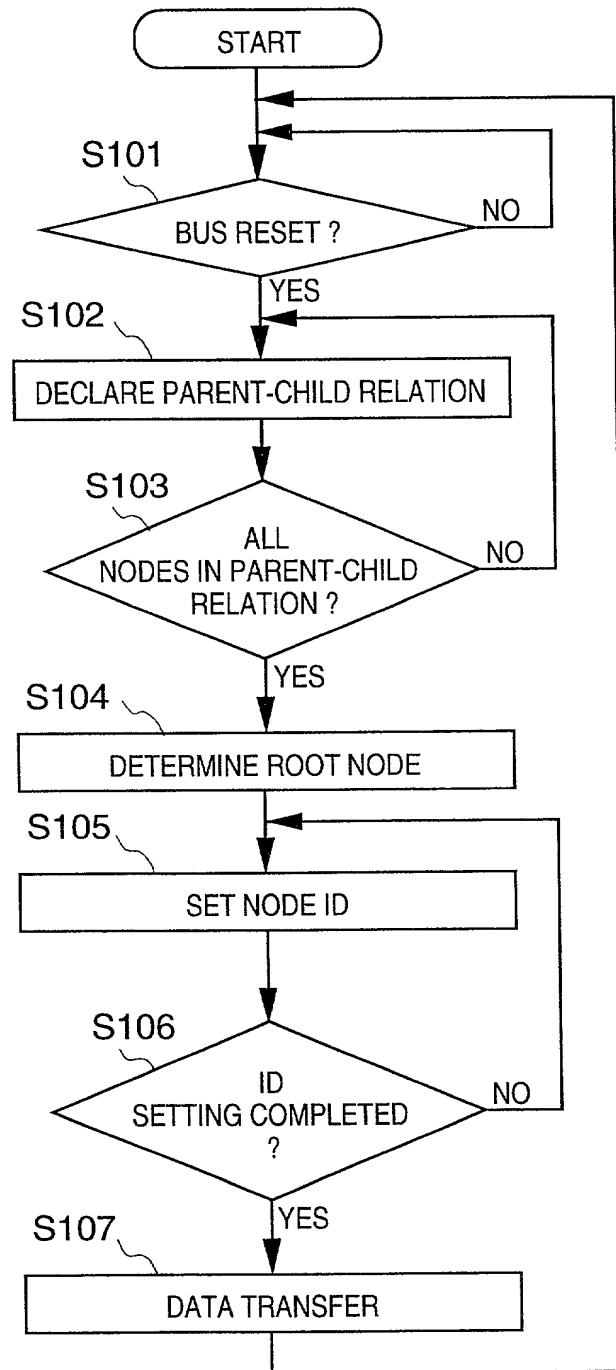 START
S101
BUS RESET ?
NO
YES
S102
DECLARE PARENT-CHILD RELATION
S103
ALL
NODES IN PARENT-CHILD
RELATION ?
NO
YES
S104
DETERMINE ROOT NODE
S105
SET NODE ID
S106
ID
SETTING COMPLETED
?
NO
YES
S107
DATA TRANSFER